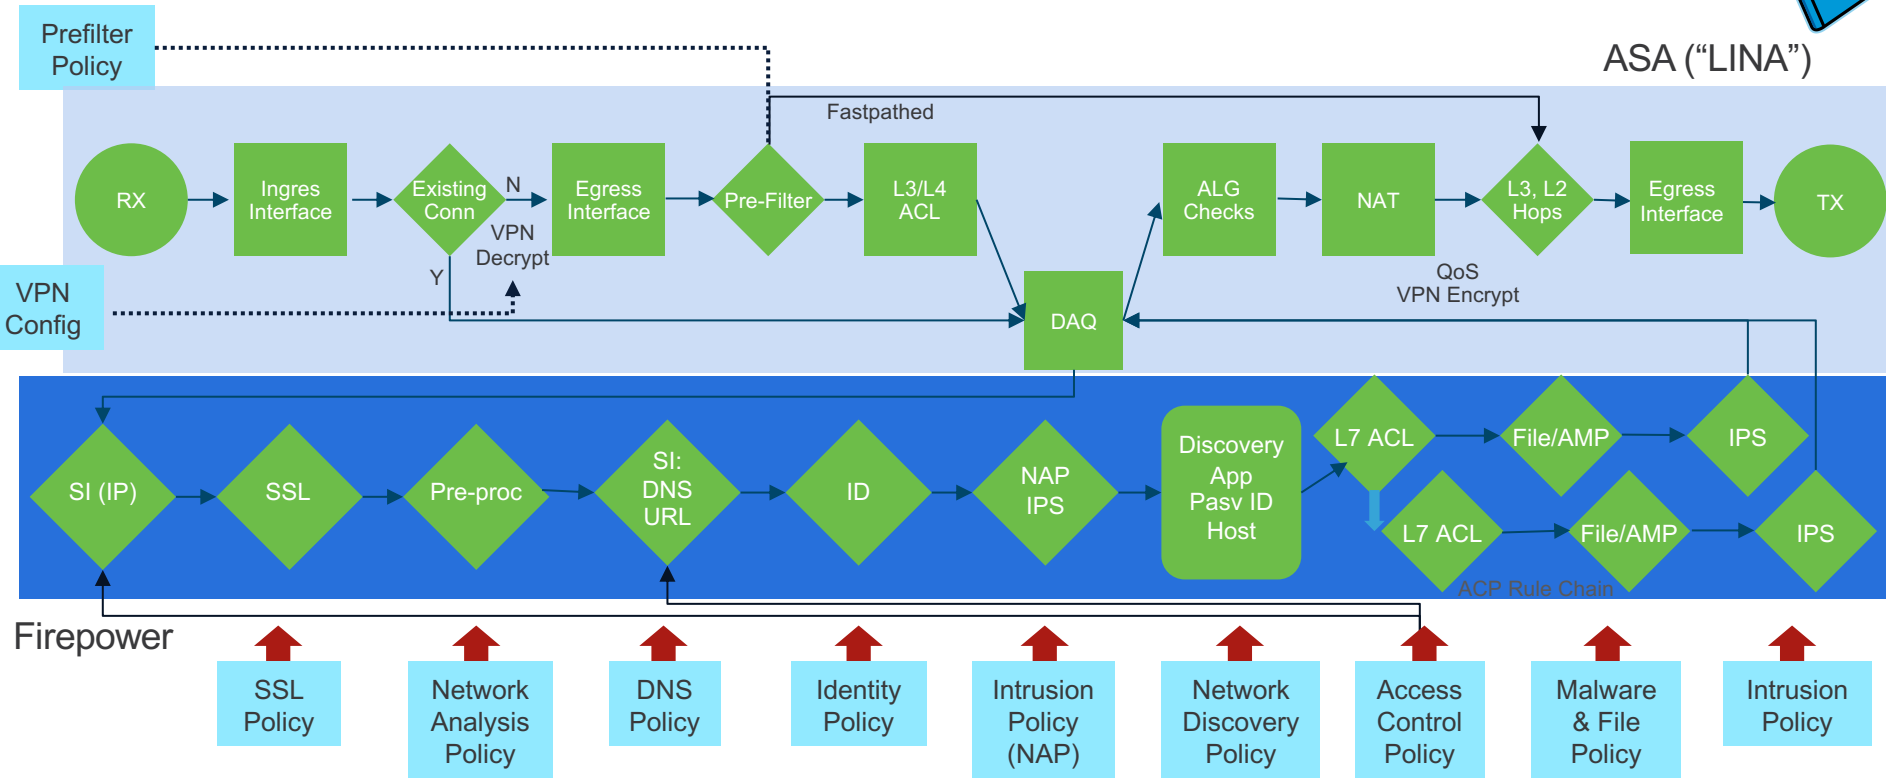 Prefilter
Policy
ASA (“LINA”)
Fastpathed
RX
Ingres
Interface
Existing
Conn
N
Y
VPN
Decrypt
Egress
Interface
Pre-Filter
L3/L4
ACL
ALG
Checks
NAT
L3, L2
Hops
Egress
Interface
TX
QoS
VPN Encrypt
VPN
Config
DAQ
SI (IP)
SSL
Pre-proc
SI:
DNS
URL
ID
NAP
IPS
Discovery
App
Pasv ID
Host
L7 ACL
File/AMP
IPS
L7 ACL
File/AMP
IPS
ACP Rule Chain
Firepower
SSL
Policy
Network
Analysis
Policy
DNS
Policy
Identity
Policy
Intrusion
Policy
(NAP)
Network
Discovery
Policy
Access
Control
Policy
Malware
& File
Policy
Intrusion
Policy